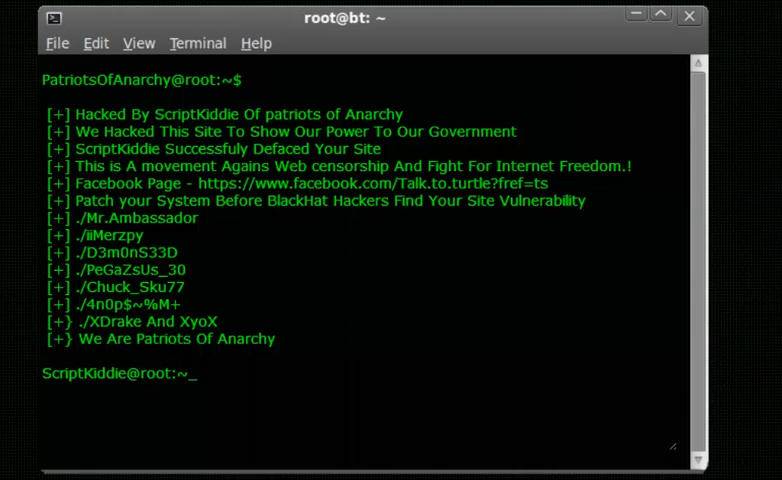 root@bt: ~
File Edit View Terminal Help
PatriotsOfAnarchy@root:~$
[+] Hacked By ScriptKiddie Of patriots of Anarchy
[+] We Hacked This Site To Show Our Power To Our Government
[+] ScriptKiddie Successfuly Defaced Your Site
[+] This is A movement Agains Web censorship And Fight For Internet Freedom.!
[+] Facebook Page - https://www.facebook.com/Talk.to.turtle?fref=ts
[+] Patch your System Before BlackHat Hackers Find Your Site Vulnerability
[+] ./Mr.Ambassador
[+] ./iiMerzpy
[+] ./D3m0nS33D
[+] ./PeGaZsUs_30
[+] ./Chuck_Sku77
[+] ./4n0p$~%M+
[+} ./XDrake And XyoX
[+} We Are Patriots Of Anarchy
ScriptKiddie@root:~_